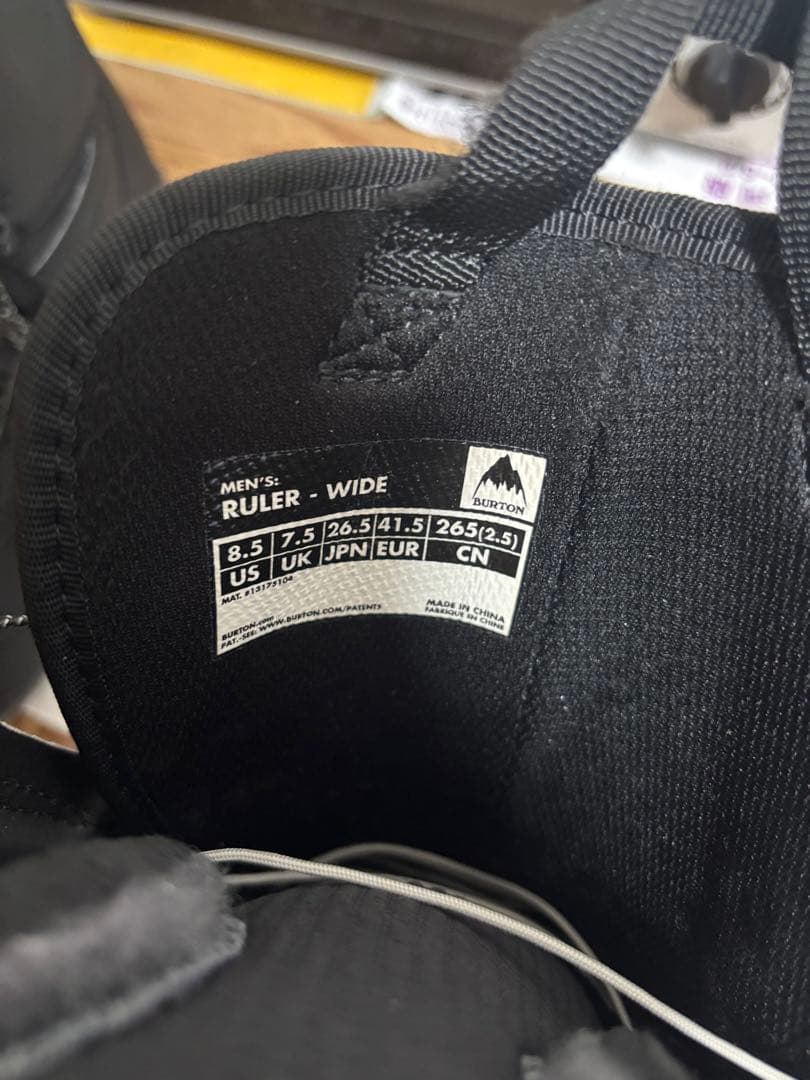 MEN'S:
RULER - WIDE
BURTON
8.5 7.5 26.5 41.5 265(2.5)
US UK JPN EUR CN
MAT. #13175104
BURTON.com
PAT.-SEE: WWW.BURTON.COM/PATENTS
MADE IN CHINA
FABRIQUE EN CHINE